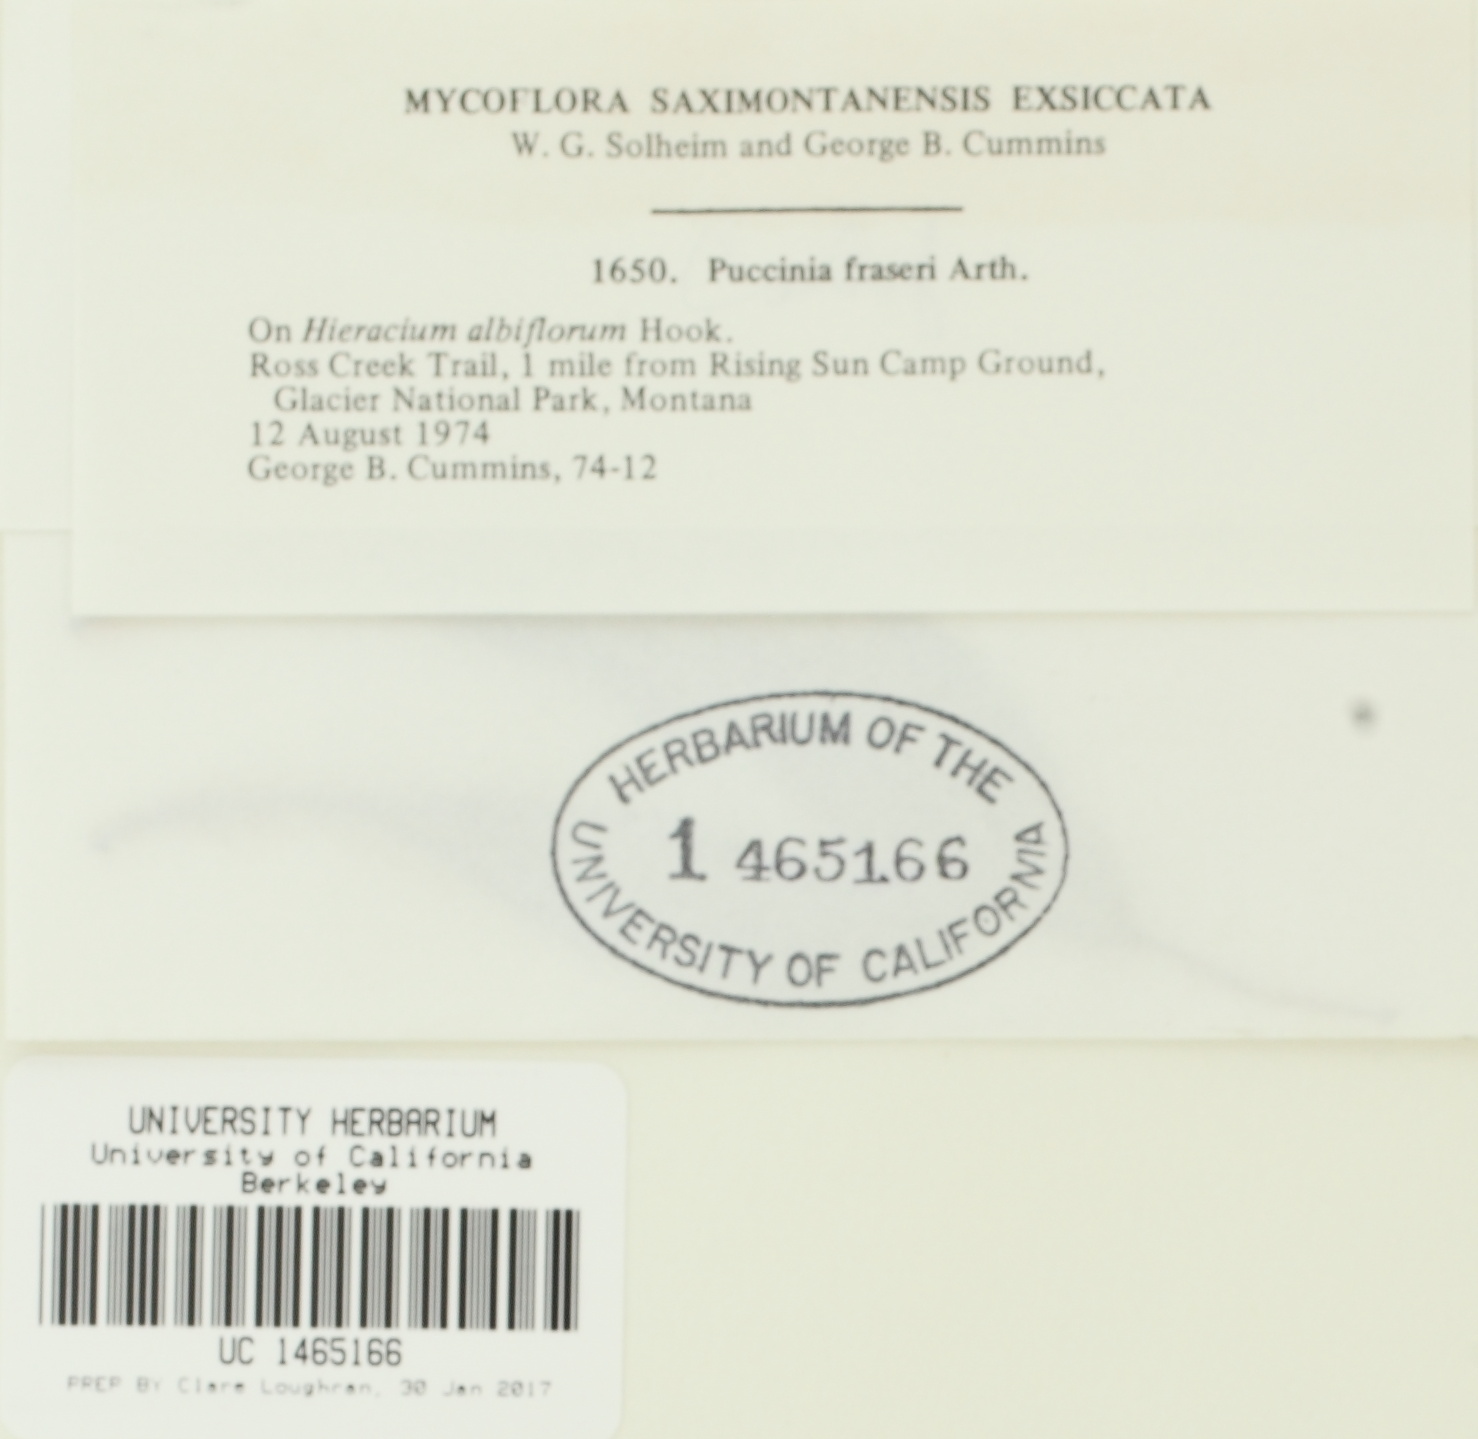 MYCOFLORA SAXIMONTANENSIS EXSICCATA
W. G. Solheim and George B. Cummins
1650. Puccinia fraseri Arth.
On Hieracium albiflorum Hook.
Ross Creek Trail, 1 mile from Rising Sun Camp Ground,
Glacier National Park, Montana
12 August 1974
George B. Cummins, 74-12
HERBARIUM OF THE
1 465166
UNIVERSITY OF CALIFORNIA
UNIVERSITY HERBARIUM
University of California
Berkeley
UC 1465166
PREP BY Clare Loughran, 30 Jan 2017